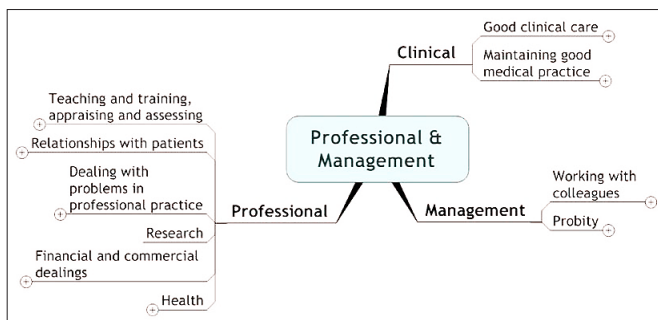 Good clinical care
Clinical
Maintaining good
medical practice
Teaching and training,
appraising and assessing
Relationships with patients
Professional &
Management
Dealing with
problems in
professional practice
Working with
colleagues
Professional
Management
Probity
Research
Financial and commercial
dealings
Health